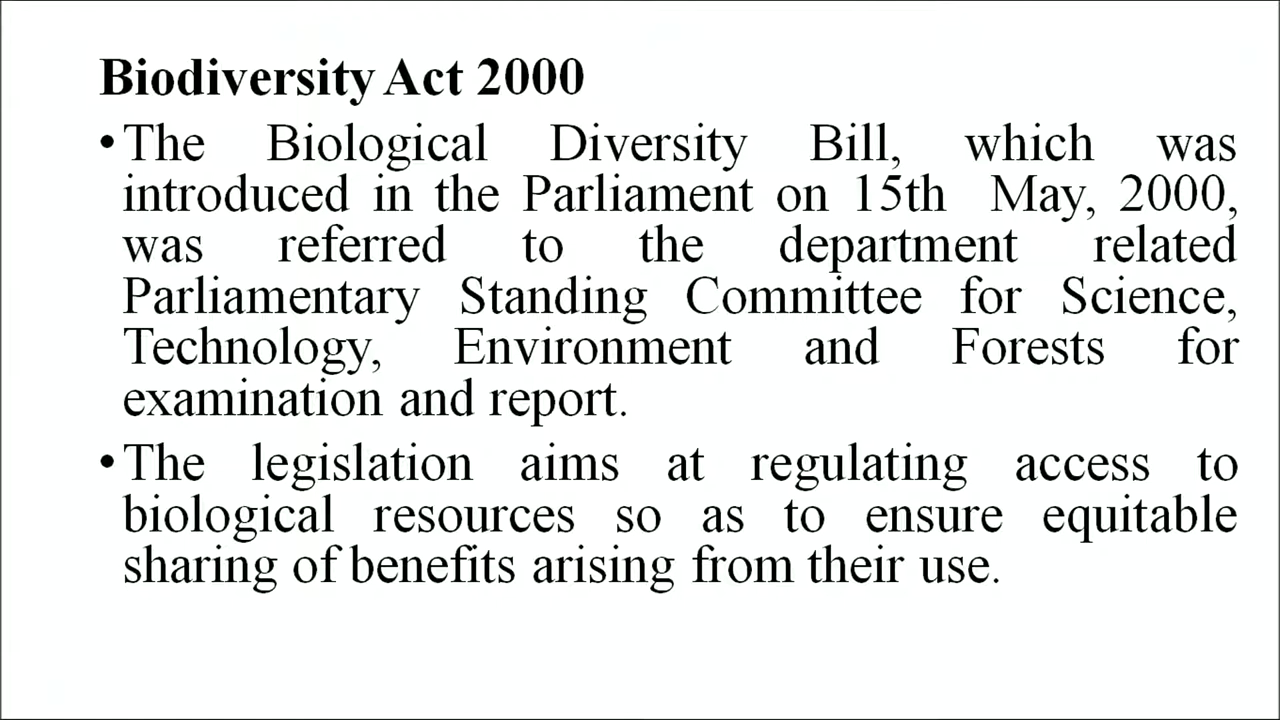 Biodiversity Act 2000
•The Biological Diversity Bill, which was
introduced in the Parliament on 15th May, 2000,
was referred to the department related
Parliamentary Standing Committee for Science,
Technology, Environment and Forests for
examination and report.
•The legislation aims at regulating access to
biological resources so as to ensure equitable
sharing of benefits arising from their use.